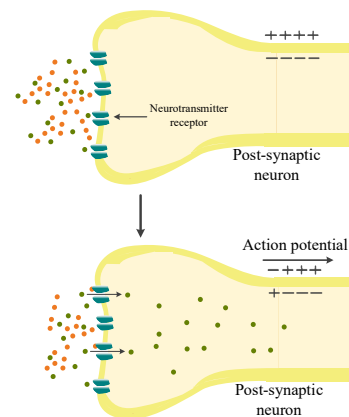 ++++
−−−−
Neurotransmitter
receptor
Post-synaptic
neuron
Action potential
−+++
+−−−
Post-synaptic
neuron